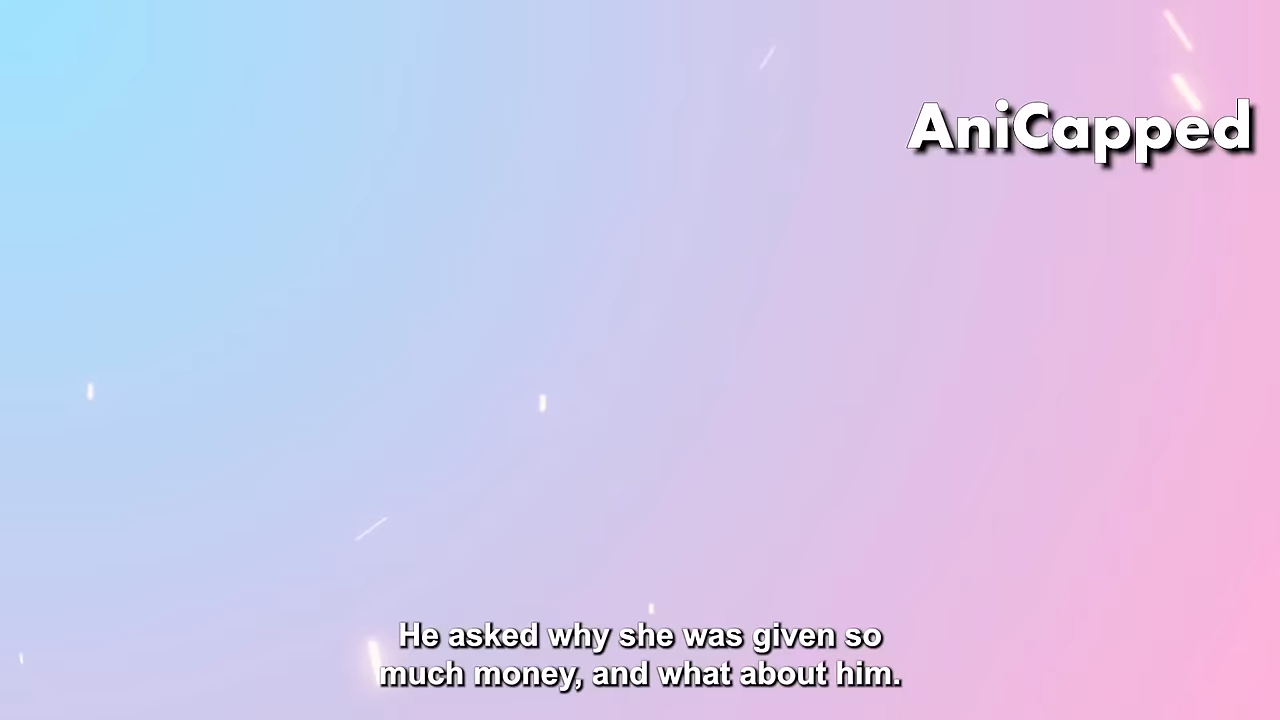 AniCapped
He asked why she was given so
much money, and what about him.